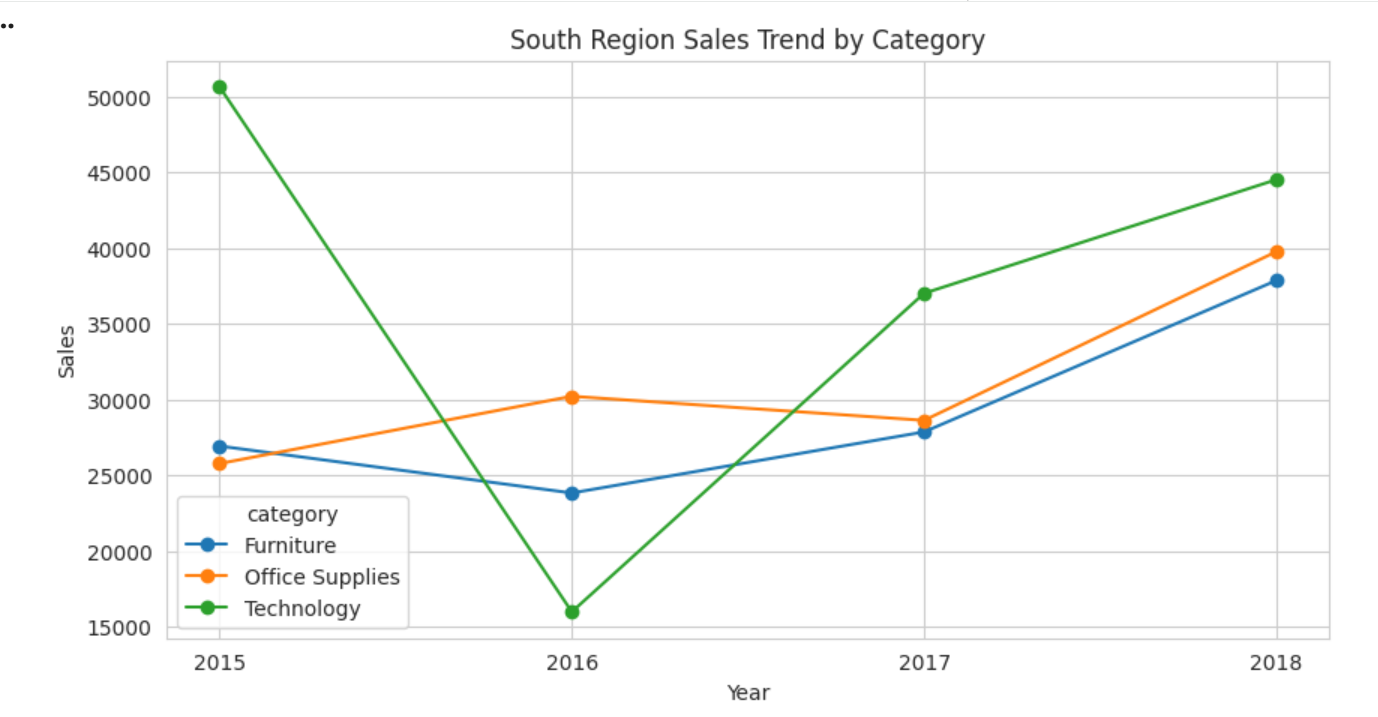 ..
South Region Sales Trend by Category
50000
45000
40000
35000
30000
25000
20000
15000
Sales
category
Furniture
Office Supplies
Technology
2015 2016 2017 2018
Year